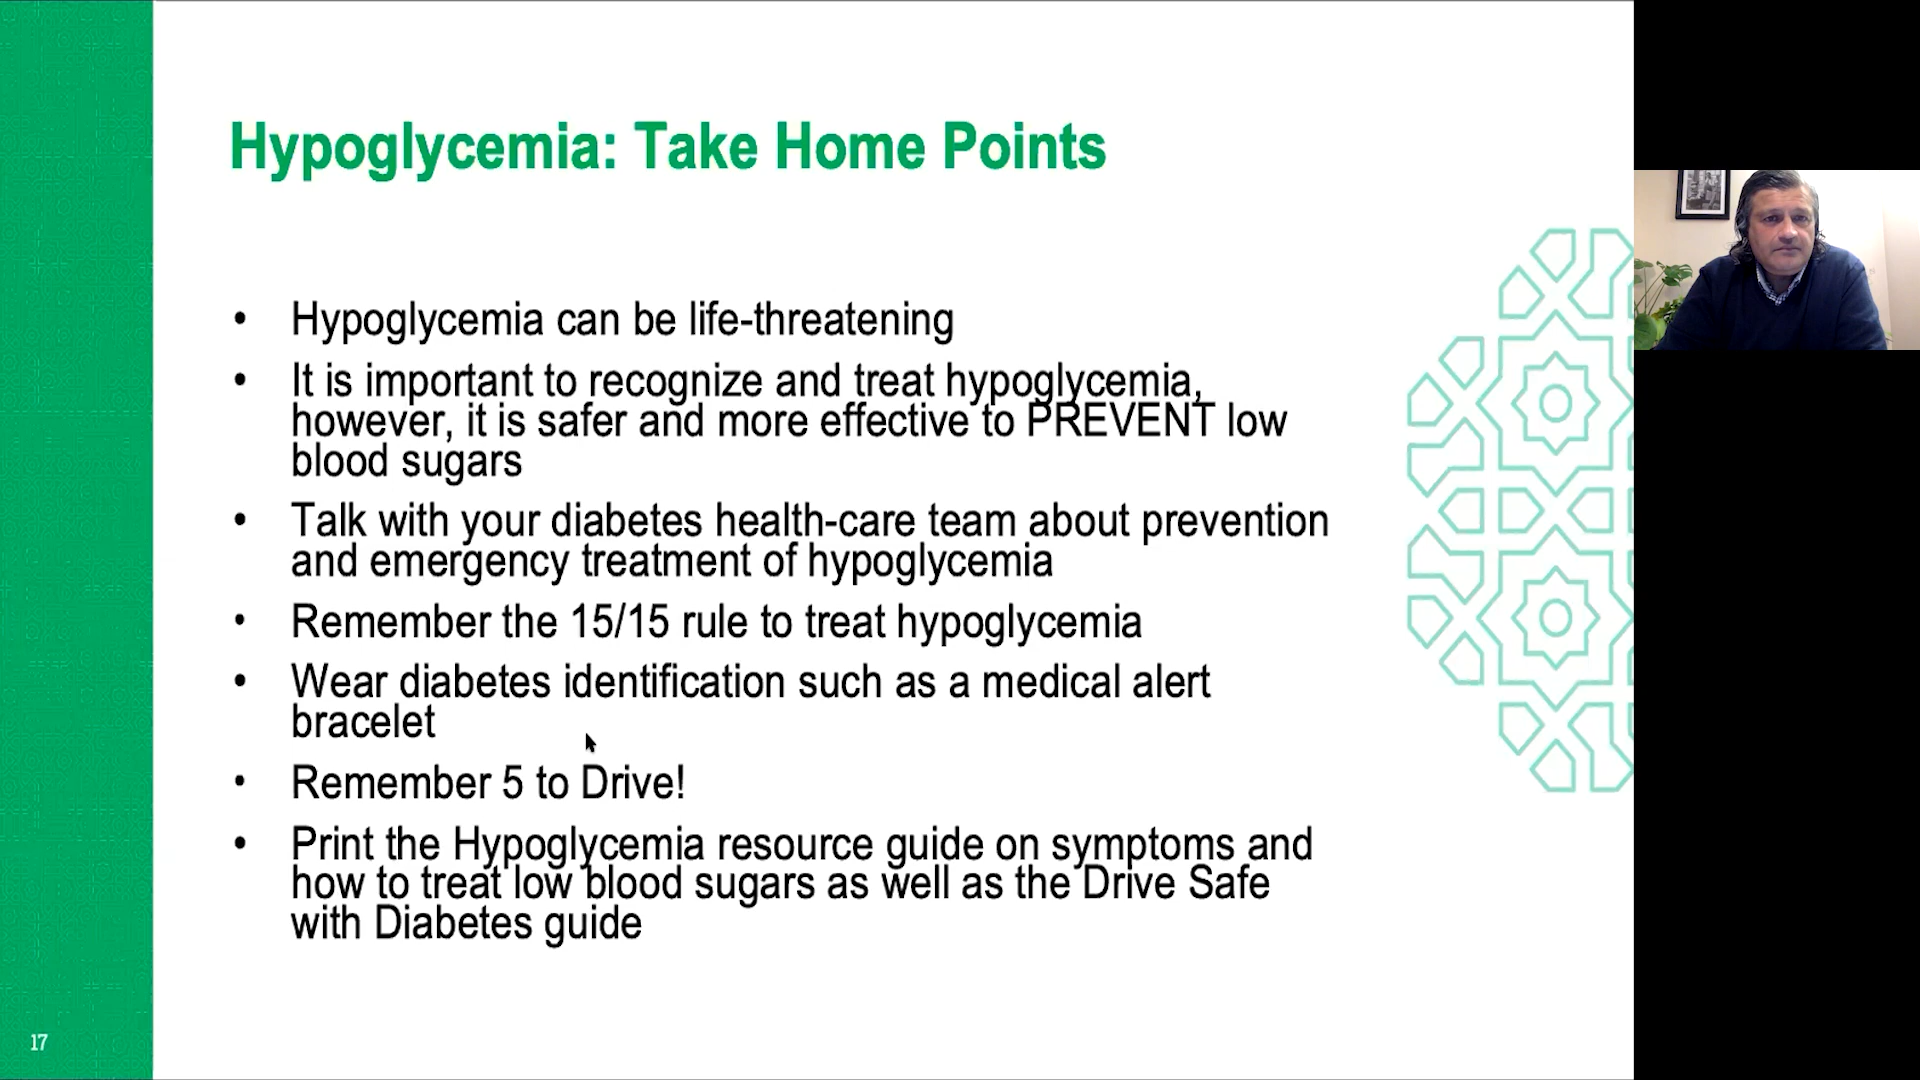 Hypoglycemia: Take Home Points
• Hypoglycemia can be life-threatening
• It is important to recognize and treat hypoglycemia,
however, it is safer and more effective to PREVENT low
blood sugars
• Talk with your diabetes health-care team about prevention
and emergency treatment of hypoglycemia
• Remember the 15/15 rule to treat hypoglycemia
• Wear diabetes identification such as a medical alert
bracelet
• Remember 5 to Drive!
• Print the Hypoglycemia resource guide on symptoms and
how to treat low blood sugars as well as the Drive Safe
with Diabetes guide
17